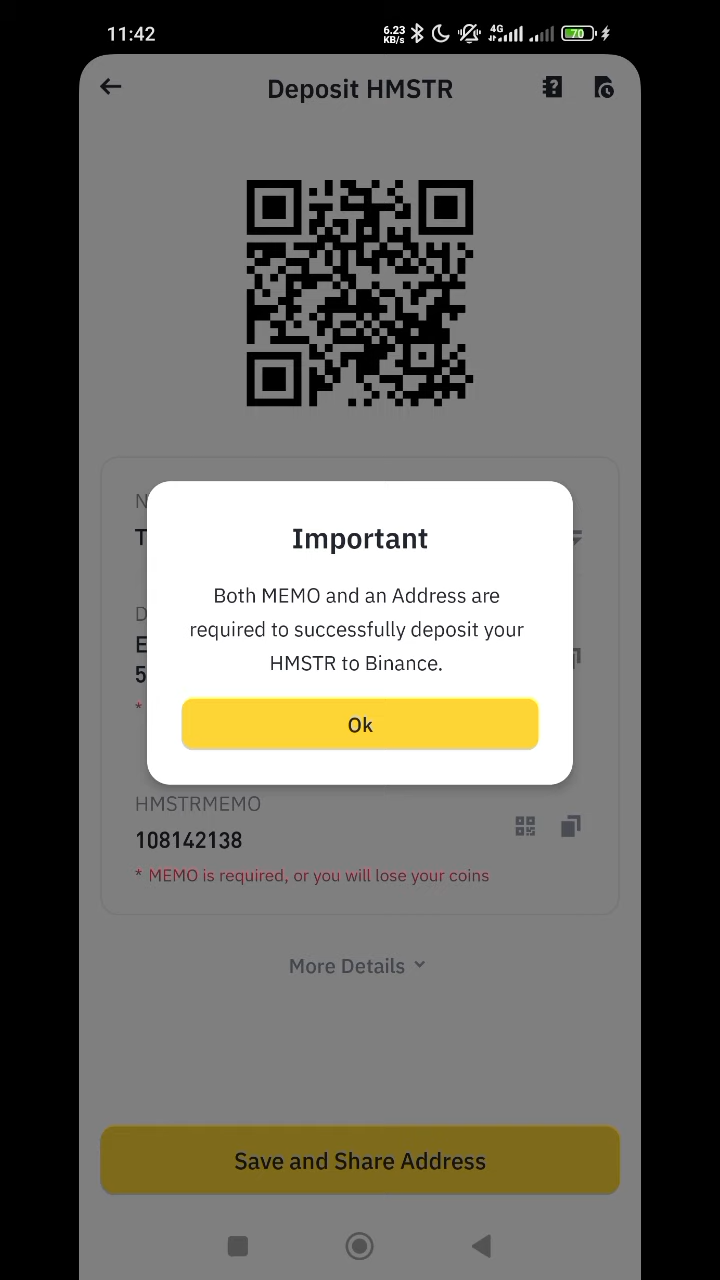 11:42
6.23
KB/s
4G
70
Deposit HMSTR
N
T
D
E
5
*
Important
Both MEMO and an Address are
required to successfully deposit your
HMSTR to Binance.
Ok
HMSTRMEMO
108142138
* MEMO is required, or you will lose your coins
More Details
Save and Share Address